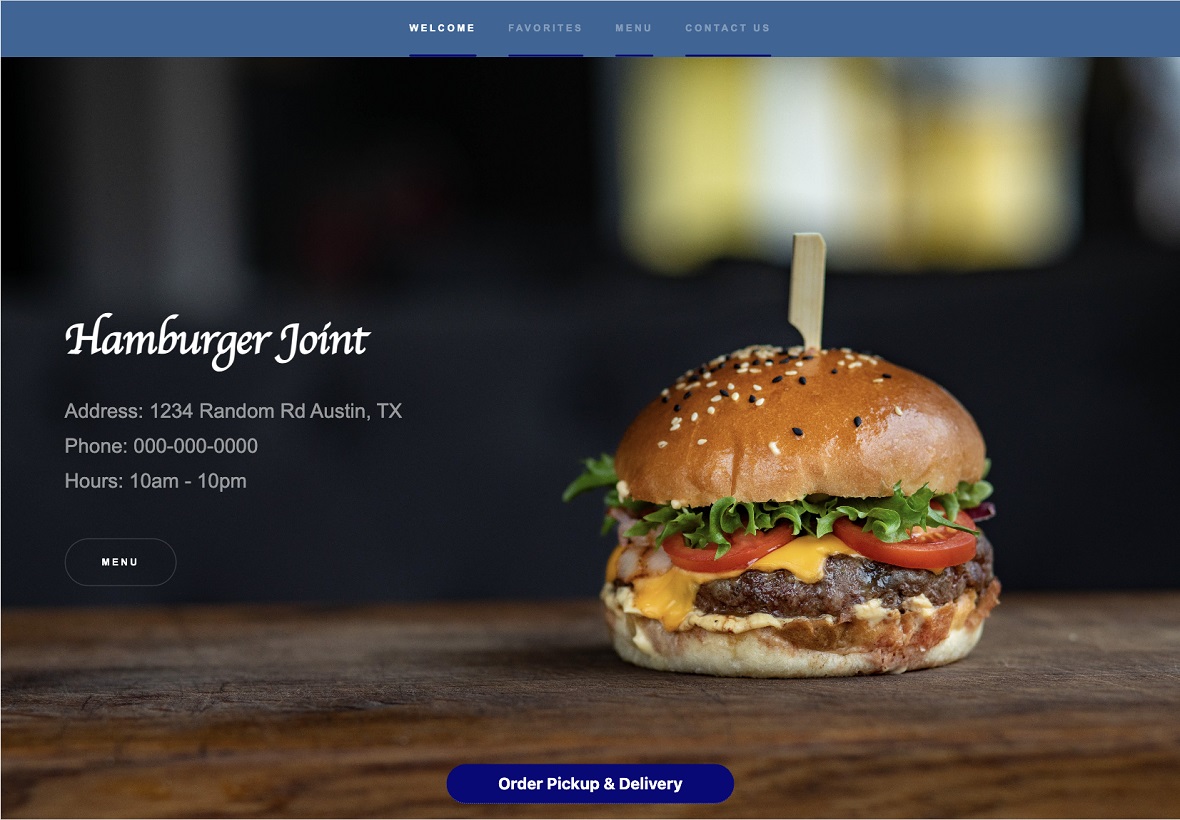 WELCOME FAVORITES MENU CONTACT US
Hamburger Joint
Address: 1234 Random Rd Austin, TX
Phone: 000-000-0000
Hours: 10am - 10pm
MENU
Order Pickup & Delivery